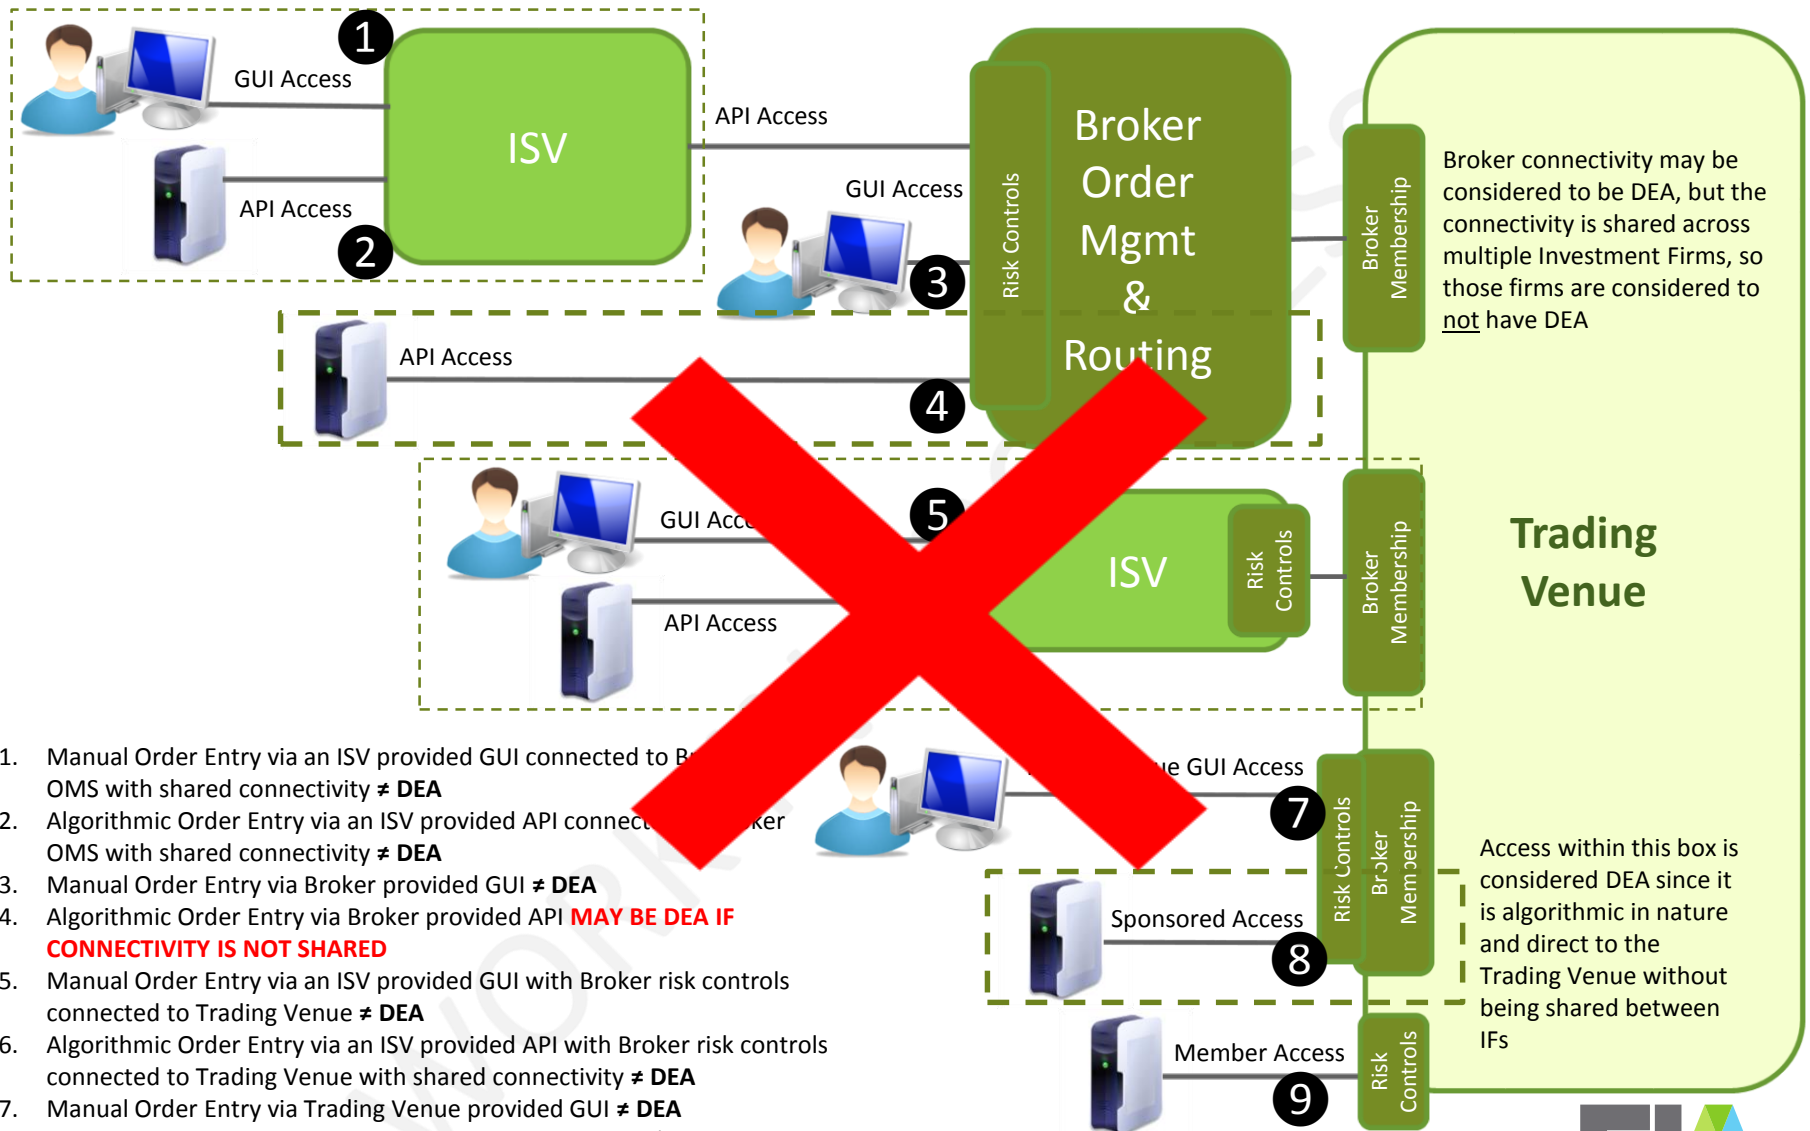 1
GUI Access
ISV
API Access
2
API Access
GUI Access
3
API Access
4
Risk Controls
Broker
Order
Mgmt
&
Routing
Broker
Membership
Broker connectivity may be
considered to be DEA, but the
connectivity is shared across
multiple Investment Firms, so
those firms are considered to
not have DEA
GUI
5
API Access
ISV
Risk
Controls
Broker
Membership
Trading
Venue
1. Manual Order Entry via an ISV provided GUI connected to
OMS with shared connectivity ≠ DEA
2. Algorithmic Order Entry via an ISV provided API
OMS with shared connectivity ≠ DEA
3. Manual Order Entry via Broker provided GUI ≠ DEA
4. Algorithmic Order Entry via Broker provided API MAY BE DEA IF
CONNECTIVITY IS NOT SHARED
5. Manual Order Entry via an ISV provided GUI with Broker risk controls
connected to Trading Venue ≠ DEA
6. Algorithmic Order Entry via an ISV provided API with Broker risk controls
connected to Trading Venue with shared connectivity ≠ DEA
7. Manual Order Entry via Trading Venue provided GUI ≠ DEA
GUI Access
7
Risk Controls
Broker
Membership
Sponsored Access
8
Access within this box is
considered DEA since it
is algorithmic in nature
and direct to the
Trading Venue without
being shared between
IFs
Member Access
9
Risk
Controls